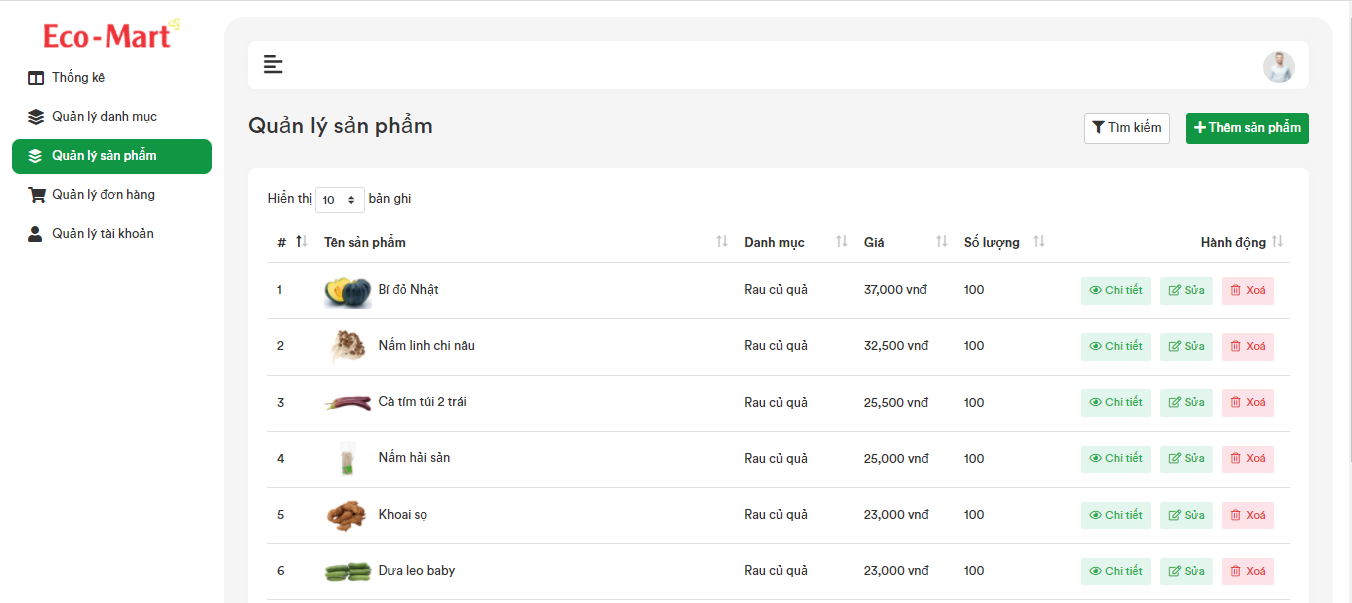 Eco-Mart
Thống kê
Quản lý danh mục
Quản lý sản phẩm
Quản lý đơn hàng
Quản lý tài khoản
Quản lý sản phẩm
Tìm kiếm
Thêm sản phẩm
Hiển thị 10 bản ghi
# Tên sản phẩm Danh mục Giá Số lượng Hành động
1 Bí đỏ Nhật Rau củ quả 37,000 vnđ 100 Chi tiết Sửa Xoá
2 Nấm linh chi nâu Rau củ quả 32,500 vnđ 100 Chi tiết Sửa Xoá
3 Cà tím túi 2 trái Rau củ quả 25,500 vnđ 100 Chi tiết Sửa Xoá
4 Nấm hải sản Rau củ quả 25,000 vnđ 100 Chi tiết Sửa Xoá
5 Khoai sọ Rau củ quả 23,000 vnđ 100 Chi tiết Sửa Xoá
6 Dưa leo baby Rau củ quả 23,000 vnđ 100 Chi tiết Sửa Xoá